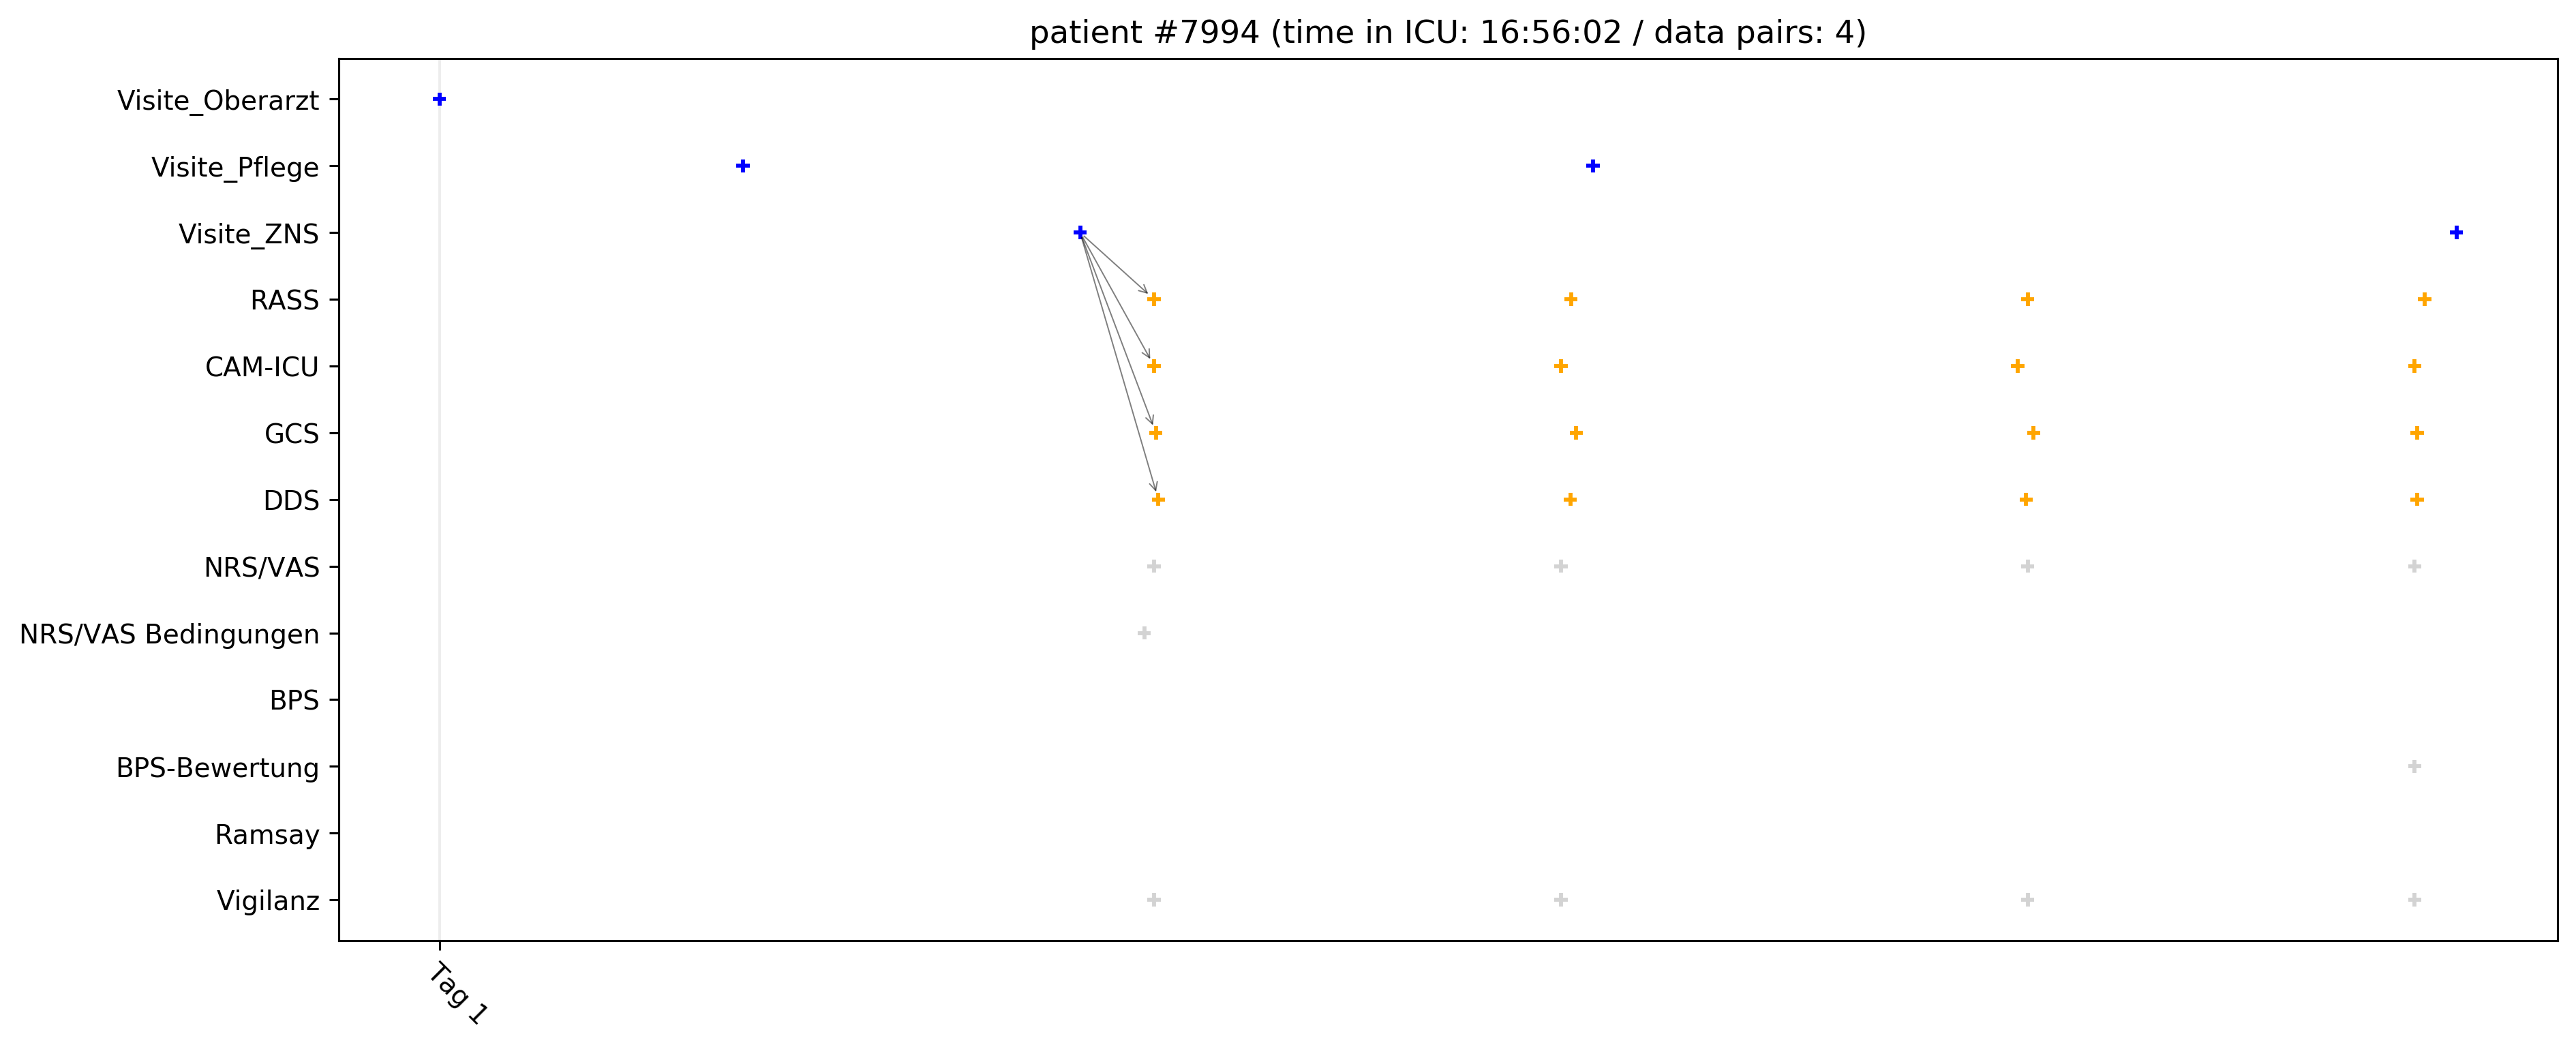 patient #7994 (time in ICU: 16:56:02 / data pairs: 4)
Visite_Oberarzt
Visite_Pflege
Visite_ZNS
RASS
CAM-ICU
GCS
DDS
NRS/VAS
NRS/VAS Bedingungen
BPS
BPS-Bewertung
Ramsay
Vigilanz
Tag 1